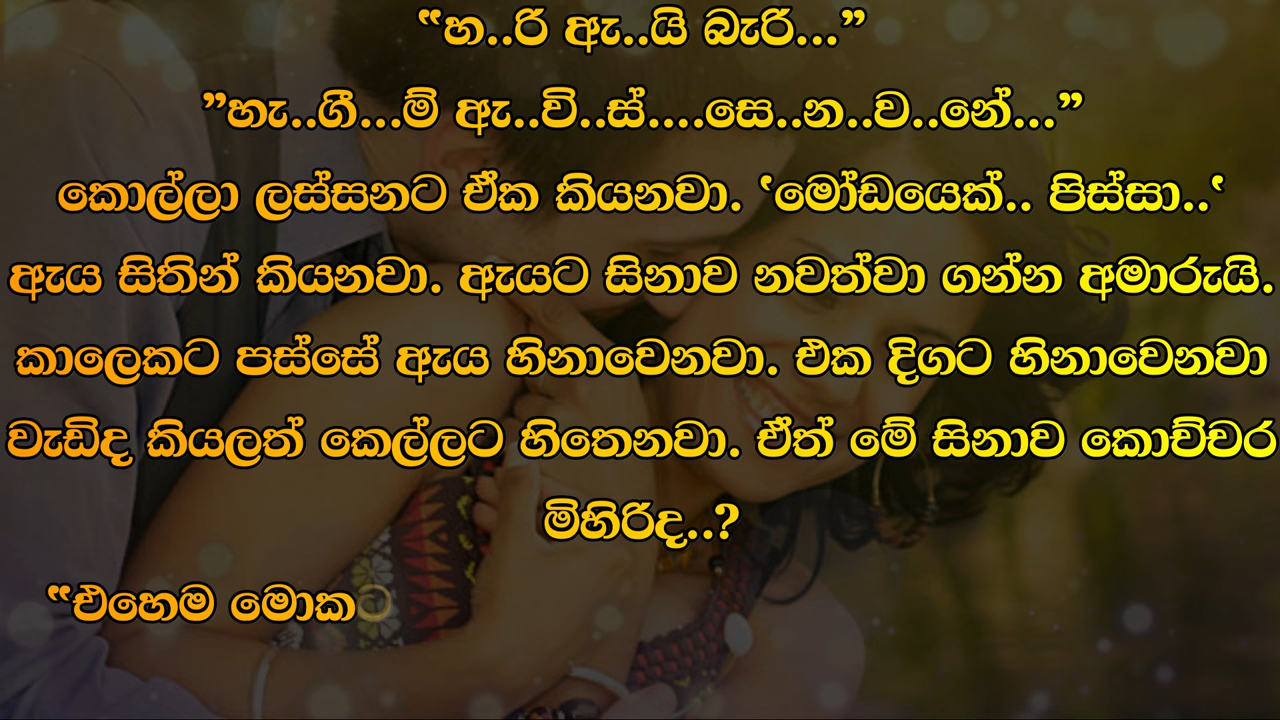 “හ..රි ඇ..යි බැරි...”
”හැ..ගී...ම් ඇ..වි..ස්....සෙ..න..ව..නේ...”
කොල්ලා ලස්සනට ඒක කියනවා. ‘මෝඩයෙක්.. පිස්සා..‘
ඇය සිතින් කියනවා. ඇයට සිනාව නවත්වා ගන්න අමාරුයි.
කාලෙකට පස්සේ ඇය හිනාවෙනවා. එක දිගට හිනාවෙනවා
වැඩිද කියලත් කෙල්ලට හිතෙනවා. ඒත් මේ සිනාව කොච්චර
මිහිරිද..?
“එහෙම මොකට